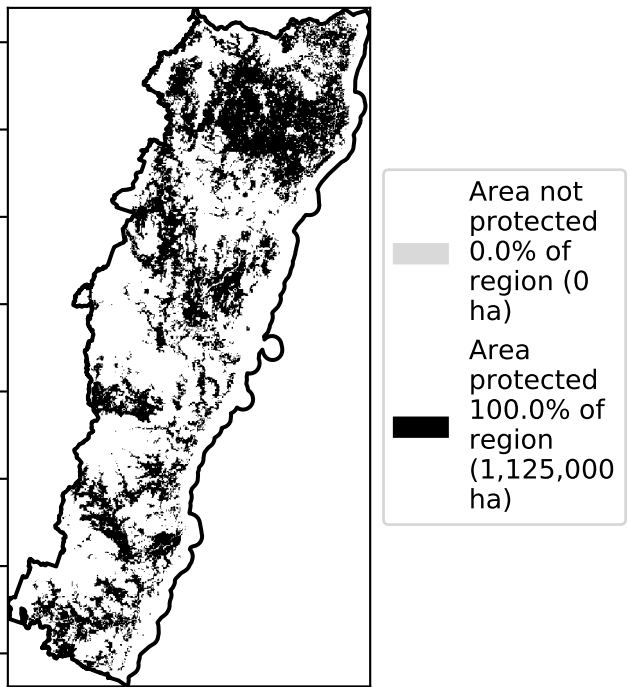 Area not
protected
0.0% of
region (0
ha)
Area
protected
100.0% of
region
(1,125,000
ha)